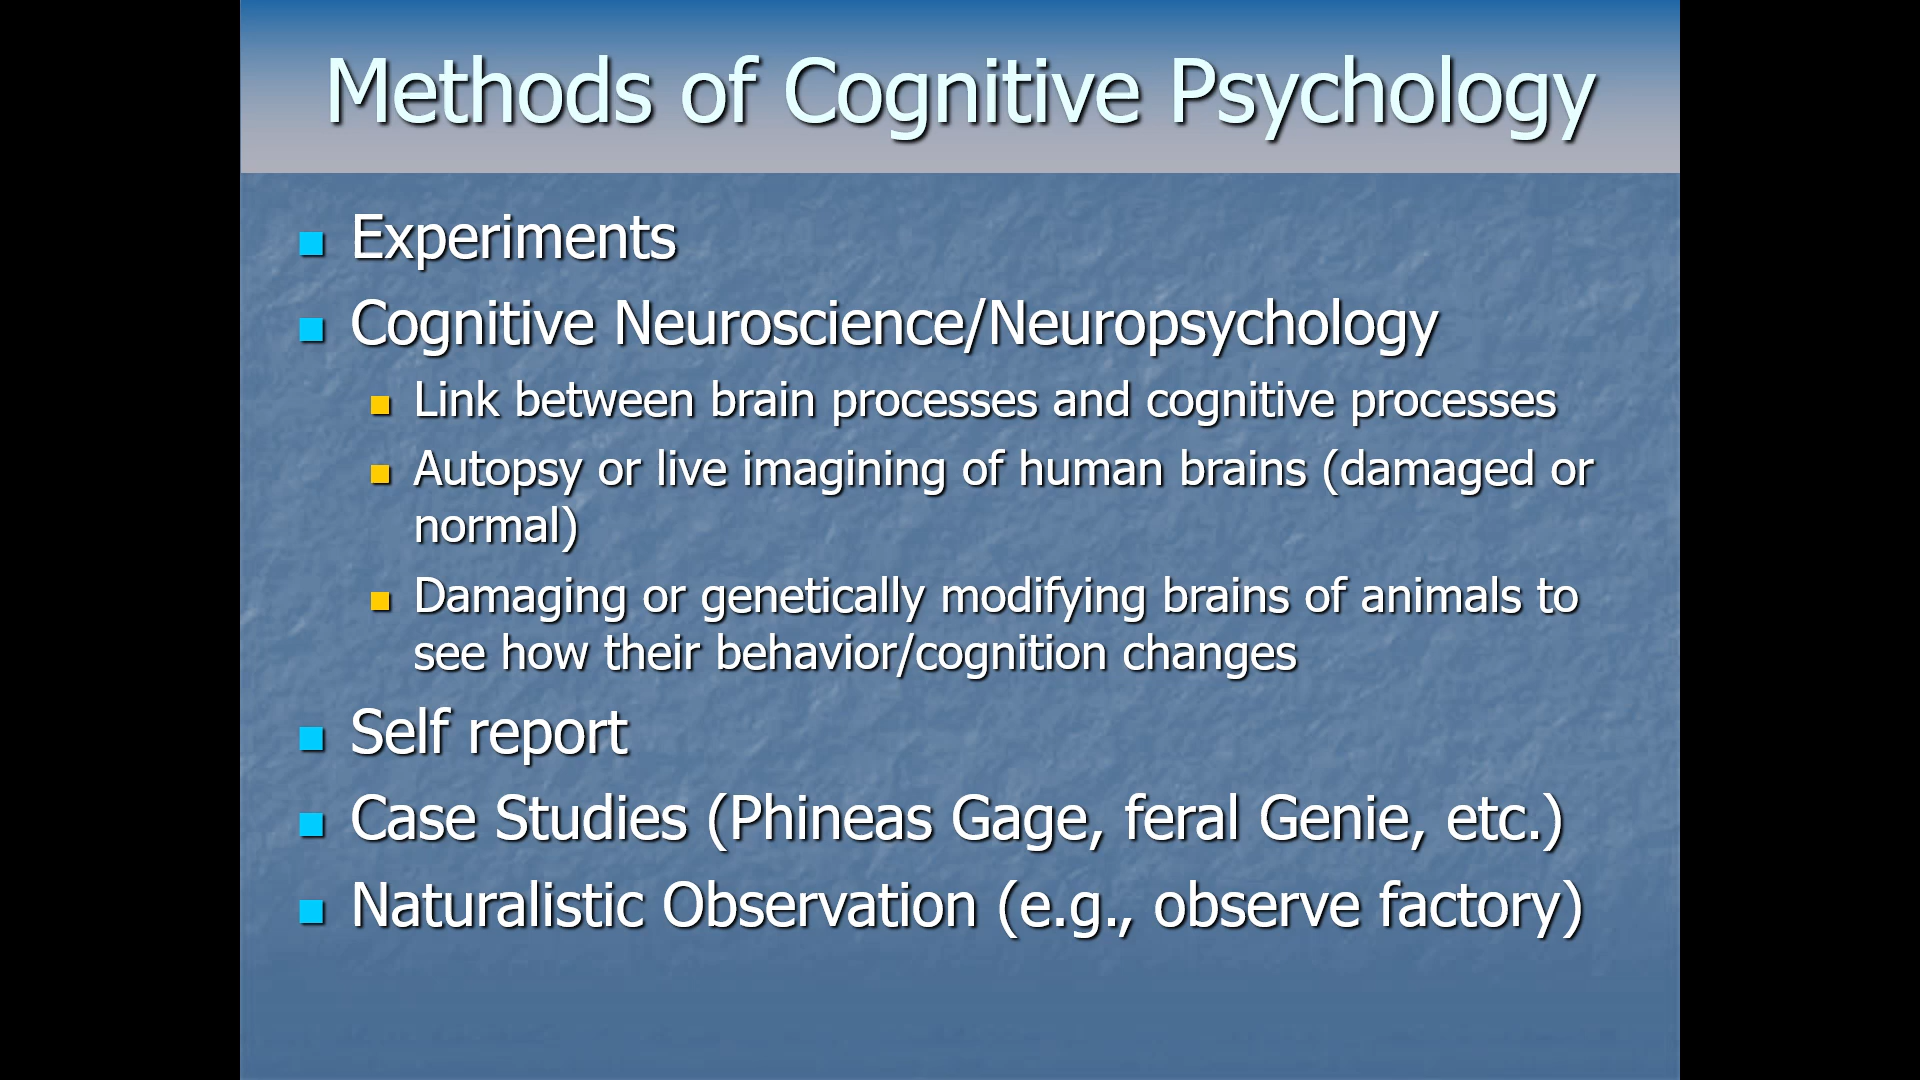 Methods of Cognitive Psychology
Experiments
Cognitive Neuroscience/Neuropsychology
Link between brain processes and cognitive processes
Autopsy or live imagining of human brains (damaged or
normal)
Damaging or genetically modifying brains of animals to
see how their behavior/cognition changes
Self report
Case Studies (Phineas Gage, feral Genie, etc.)
Naturalistic Observation (e.g., observe factory)